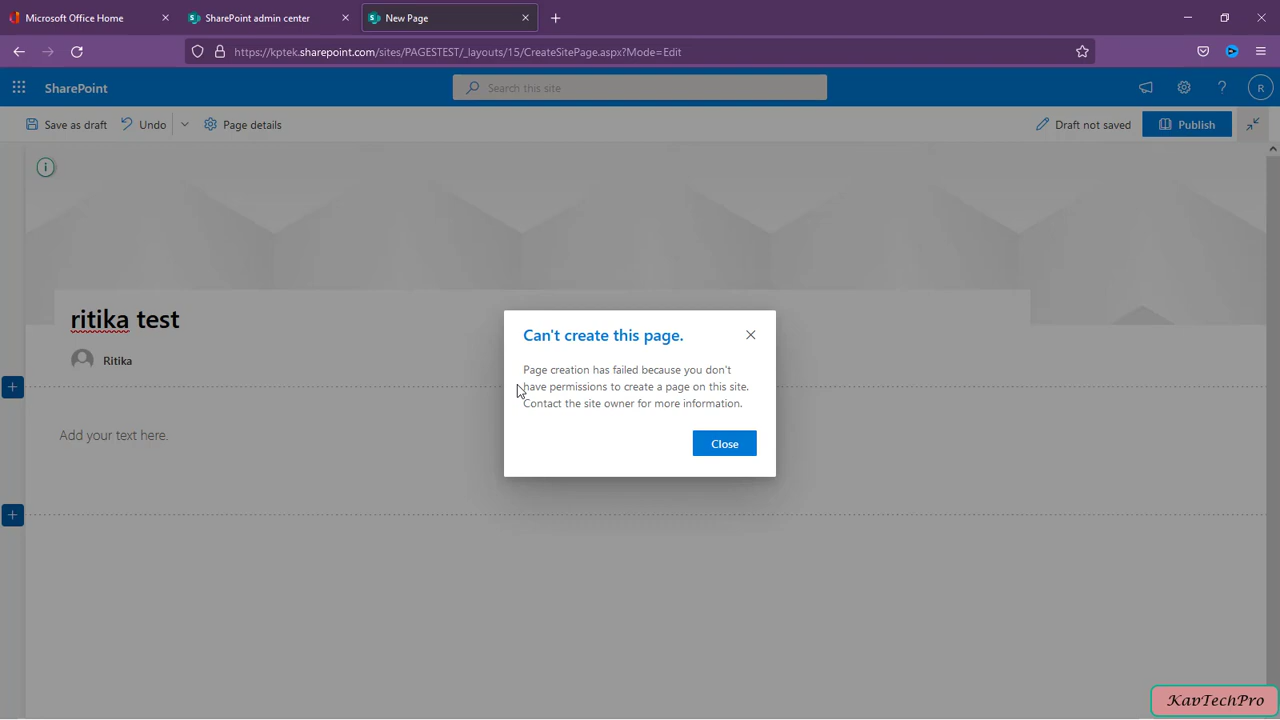 Microsoft Office Home
SharePoint admin center
New Page
https://kptek.sharepoint.com/sites/PAGESTEST/_layouts/15/CreateSitePage.aspx?Mode=Edit
SharePoint
Search this site
R
Save as draft
Undo
Page details
Draft not saved
Publish
ritika test
Ritika
Can't create this page.
Page creation has failed because you don't
have permissions to create a page on this site.
Contact the site owner for more information.
Close
Add your text here.
KavTechPro